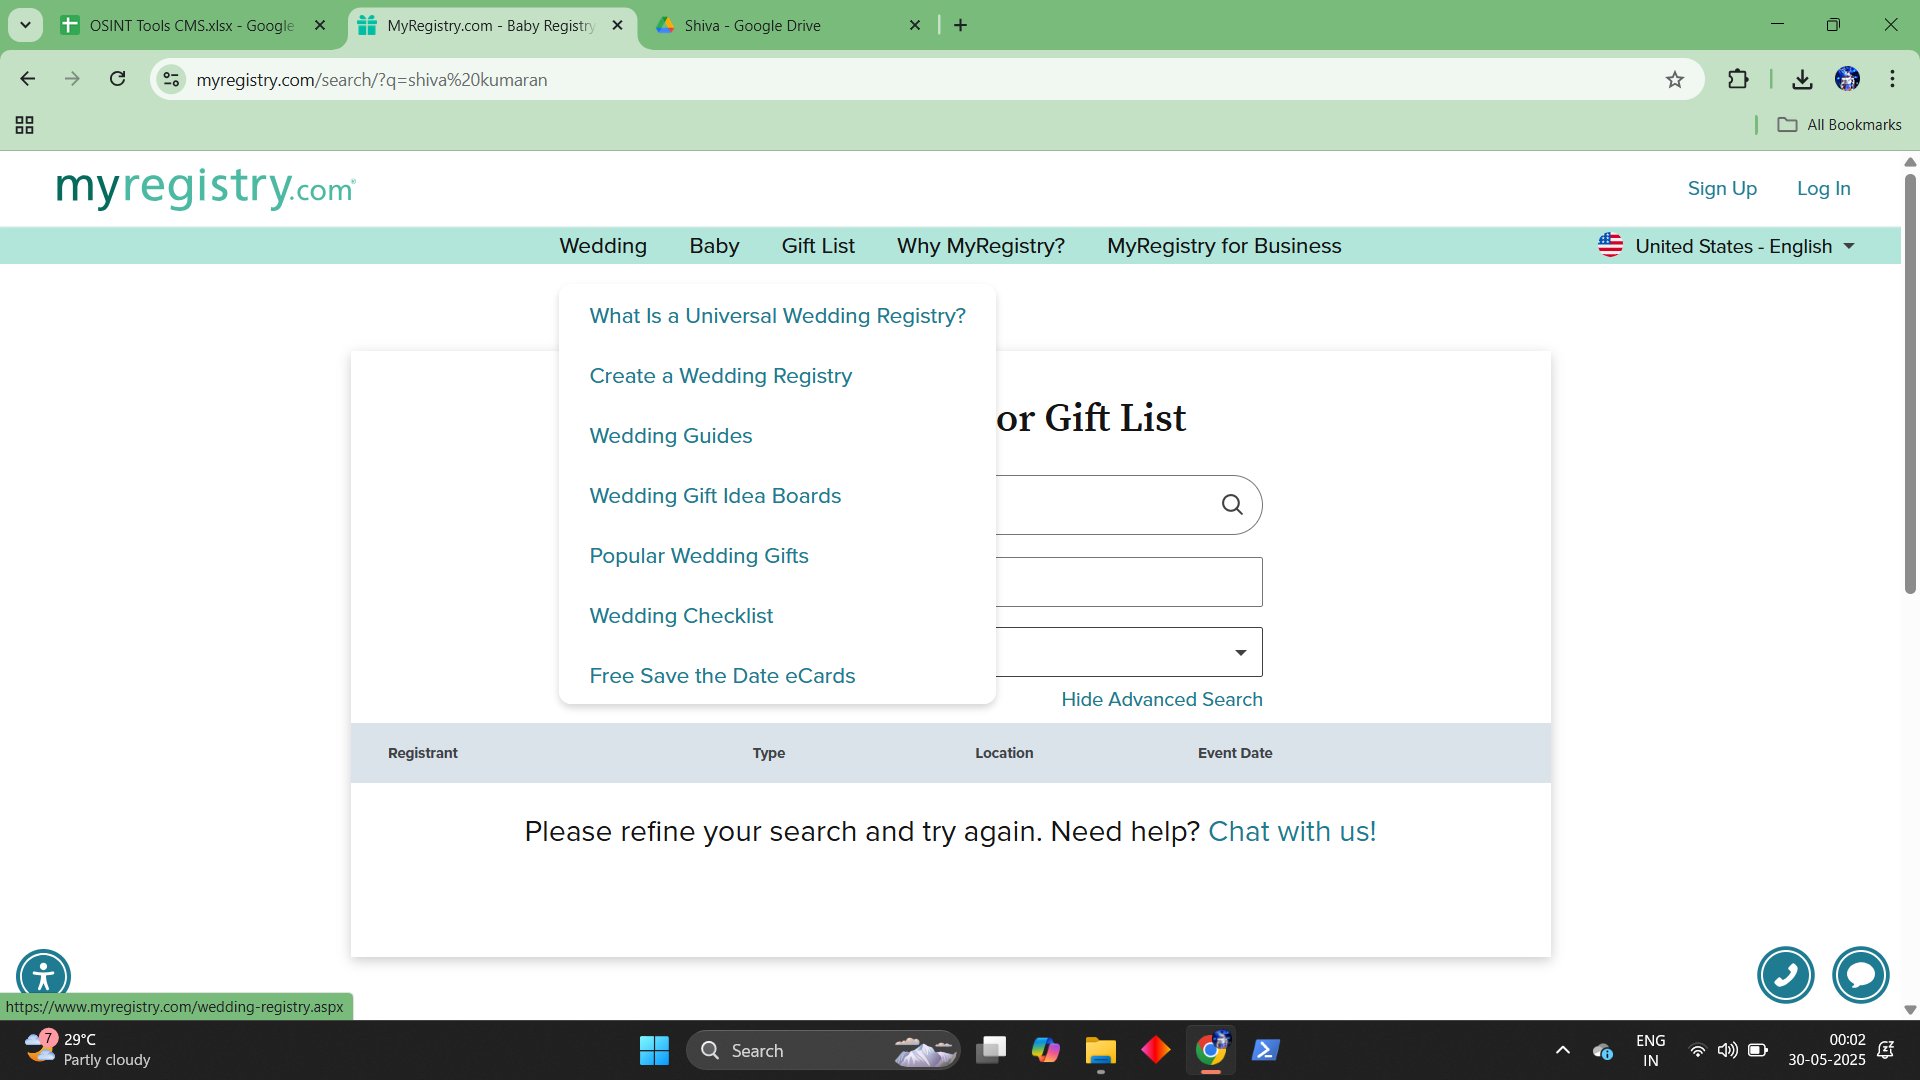 OSINT Tools CMS.xlsx - Google
MyRegistry.com - Baby Registry
Shiva - Google Drive
myregistry.com/search/?q=shiva%20kumaran
All Bookmarks
myregistry.com
Sign Up
Log In
Wedding
Baby
Gift List
Why MyRegistry?
MyRegistry for Business
United States - English
What Is a Universal Wedding Registry?
Create a Wedding Registry
Wedding Guides
Wedding Gift Idea Boards
Popular Wedding Gifts
Wedding Checklist
Free Save the Date eCards
or Gift List
Hide Advanced Search
Registrant
Type
Location
Event Date
Please refine your search and try again. Need help? Chat with us!
https://www.myregistry.com/wedding-registry.aspx
7
29°C
Partly cloudy
Search
ENG
IN
00:02
30-05-2025